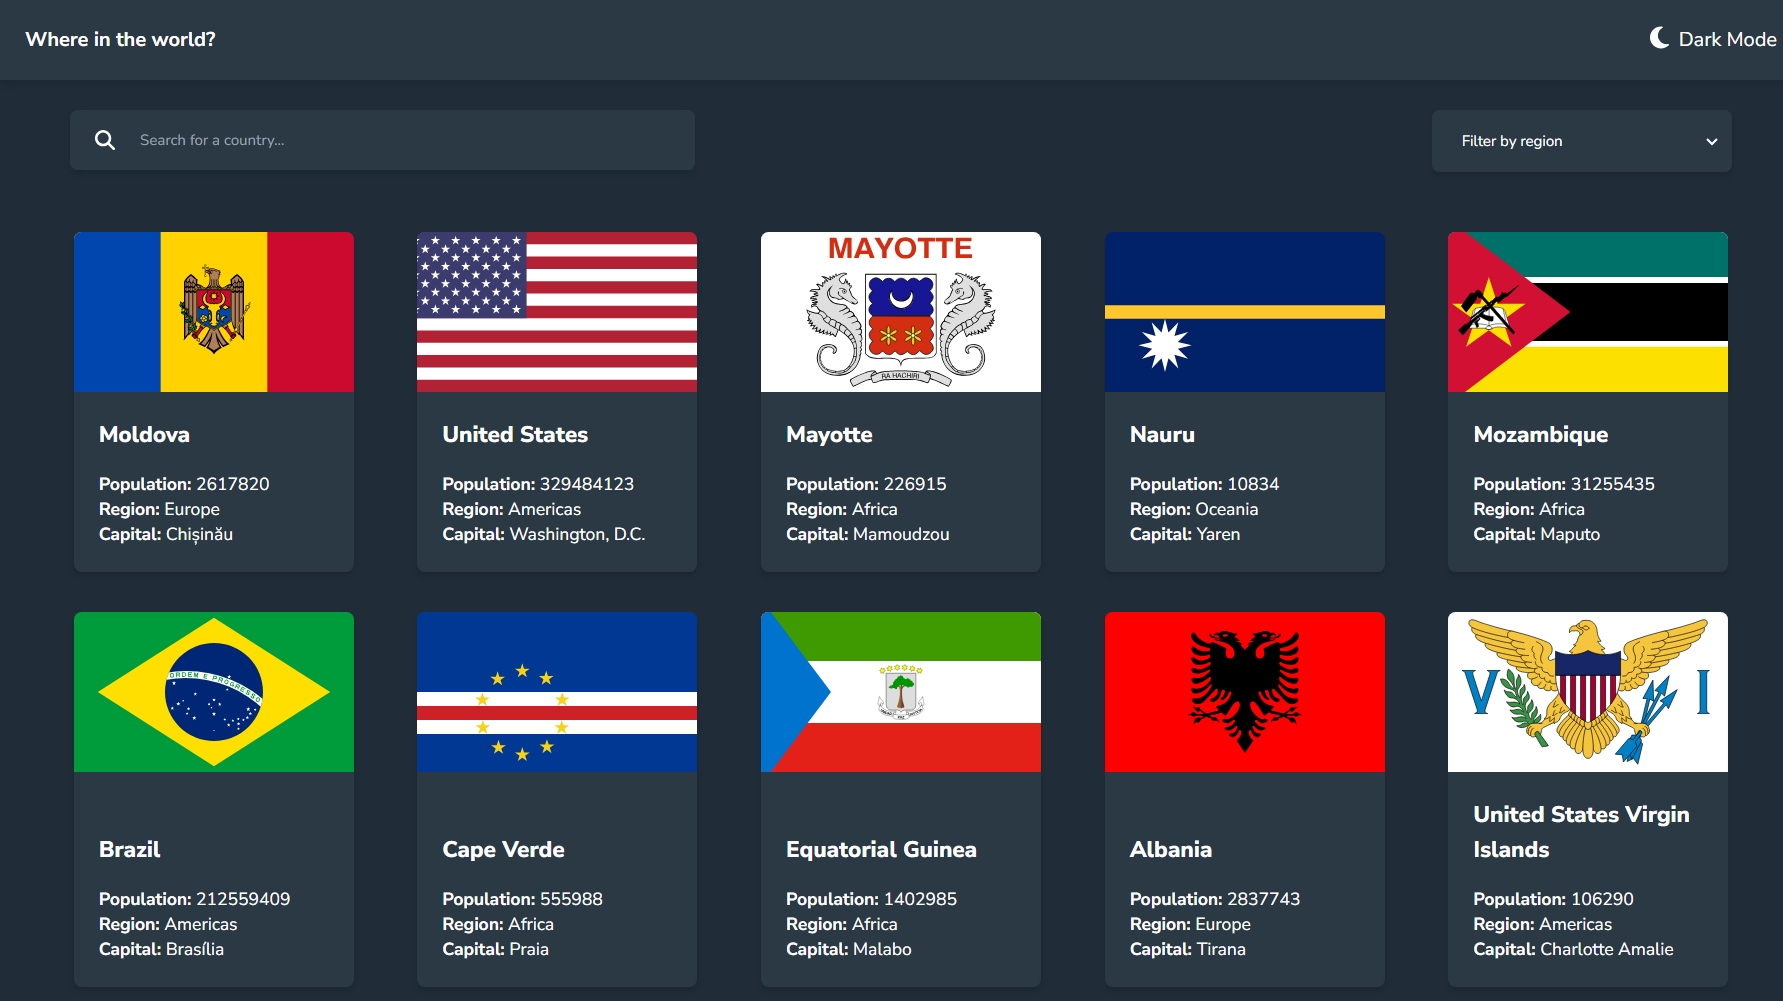 Where in the world?
Dark Mode
Search for a country...
Filter by region
MAYOTTE
RA HACHIRI
Moldova
Population: 2617820
Region: Europe
Capital: Chișinău
United States
Population: 329484123
Region: Americas
Capital: Washington, D.C.
Mayotte
Population: 226915
Region: Africa
Capital: Mamoudzou
Nauru
Population: 10834
Region: Oceania
Capital: Yaren
Mozambique
Population: 31255435
Region: Africa
Capital: Maputo
ORDEM E PROGRESSO
Brazil
Population: 212559409
Region: Americas
Capital: Brasília
Cape Verde
Population: 555988
Region: Africa
Capital: Praia
Equatorial Guinea
Population: 1402985
Region: Africa
Capital: Malabo
Albania
Population: 2837743
Region: Europe
Capital: Tirana
V I
United States Virgin
Islands
Population: 106290
Region: Americas
Capital: Charlotte Amalie